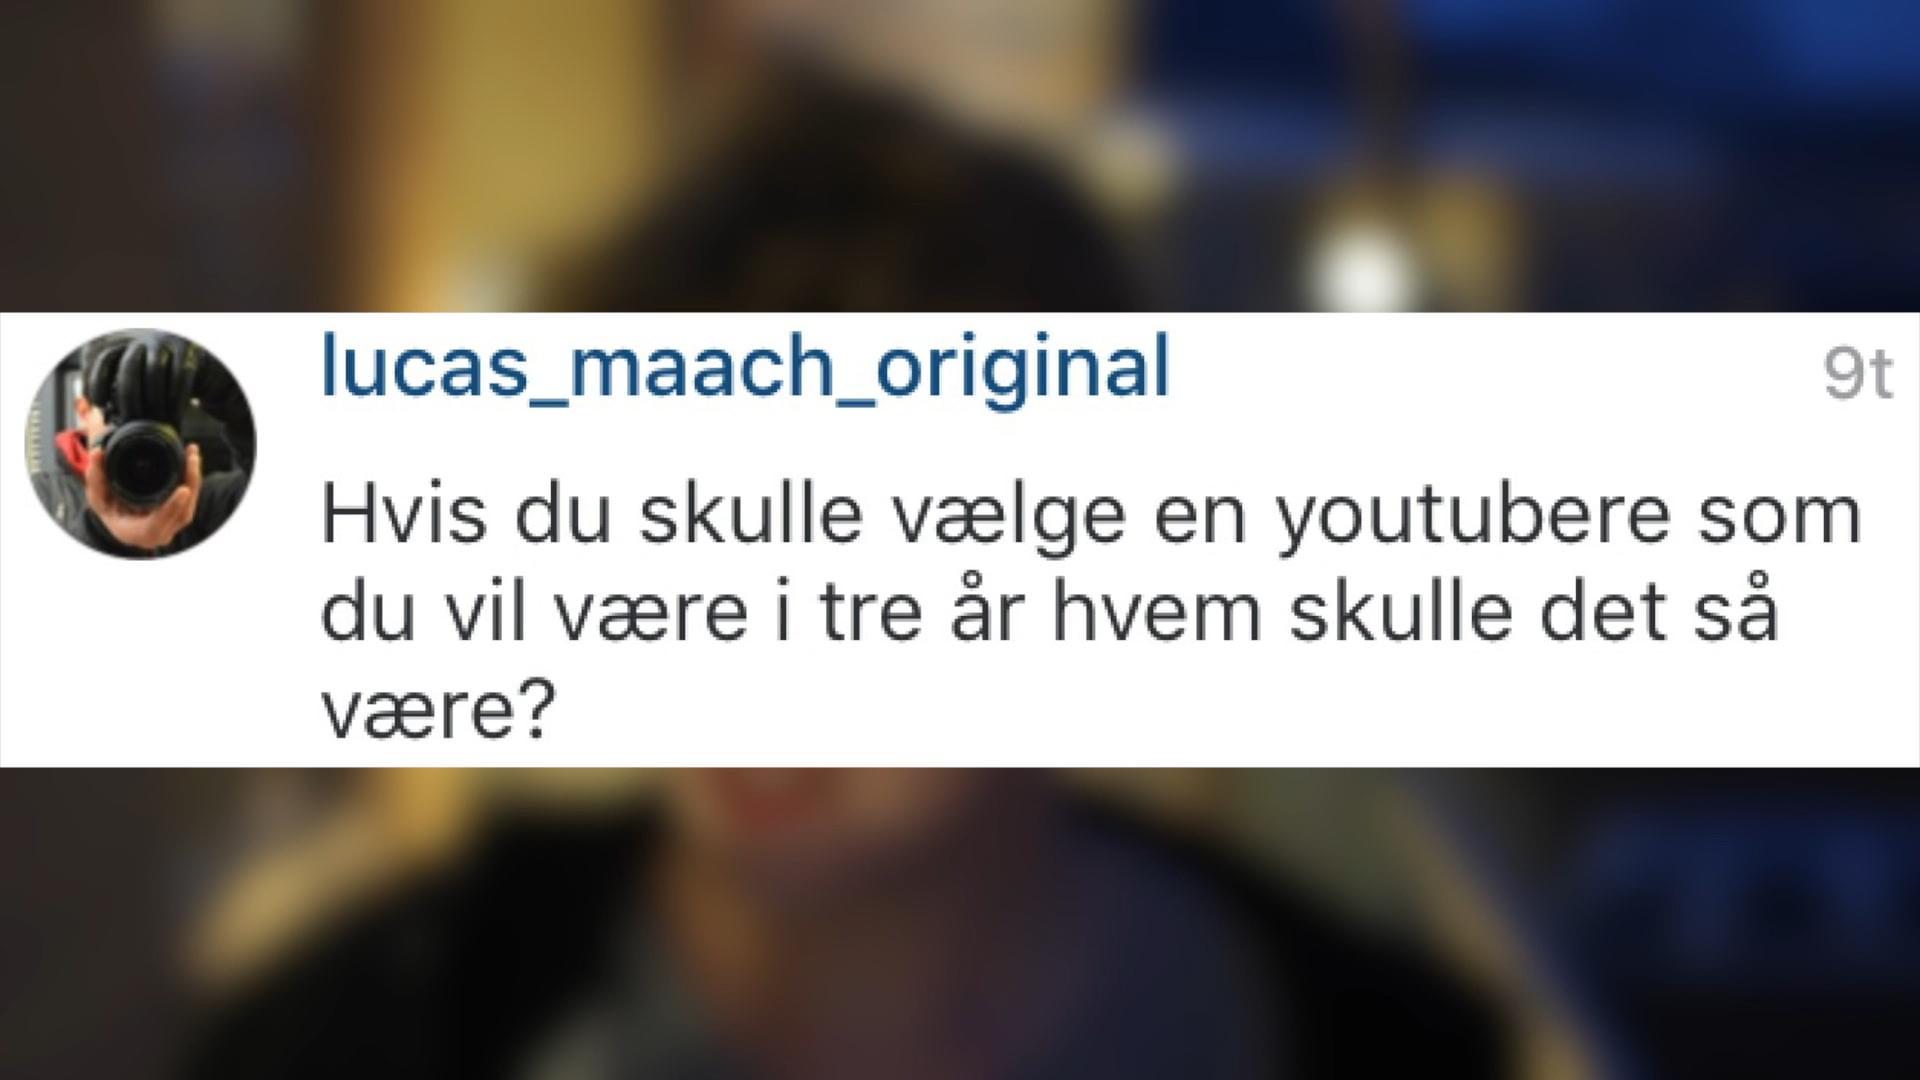 lucas_maach_original
9t
Hvis du skulle vælge en youtubere som
du vil være i tre år hvem skulle det så
være?